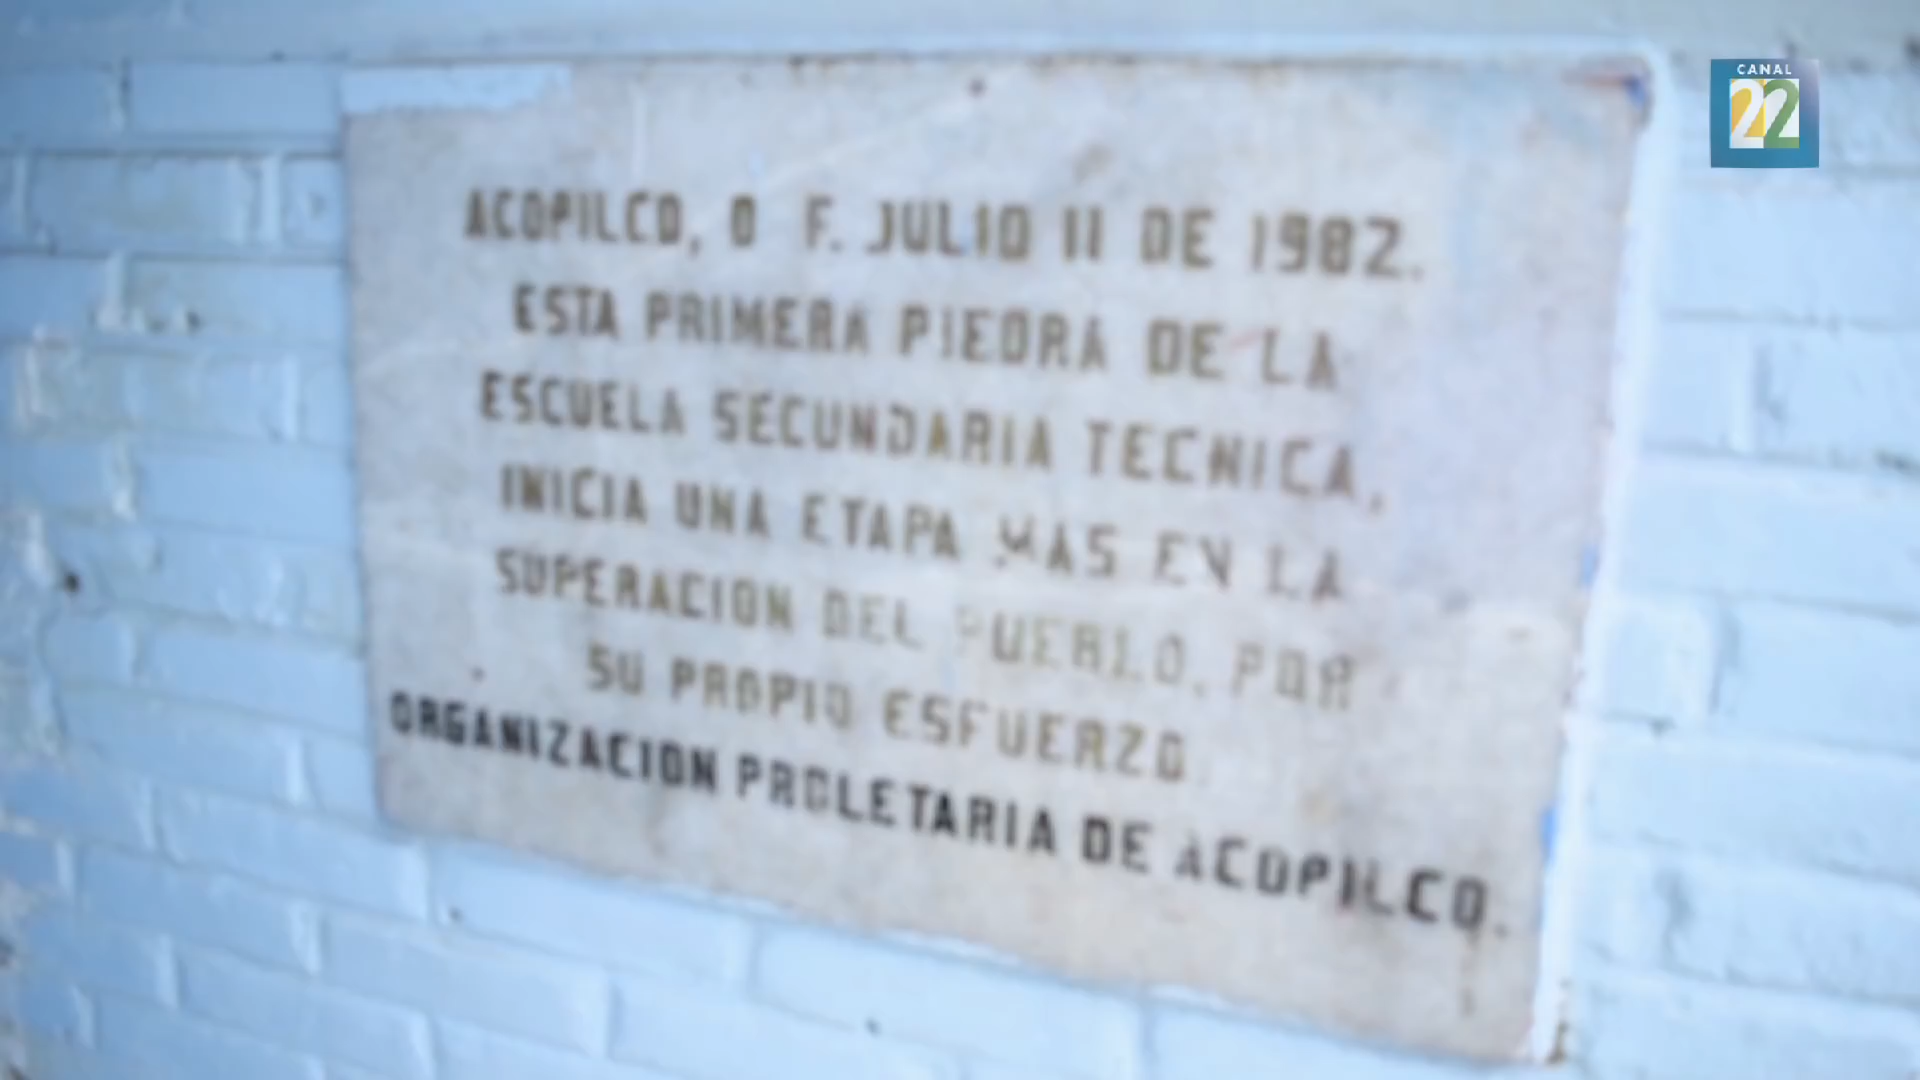 CANAL
22
ACOPILCO, D F. JULIO 11 DE 1982.
ESTA PRIMERA PIEDRA DE LA
ESCUELA SECUNDARIA TECNICA,
INICIA UNA ETAPA MAS EN LA
SUPERACION DEL PUEBLO, POR
SU PROPIO ESFUERZO
ORGANIZACION PROLETARIA DE ACOPILCO.